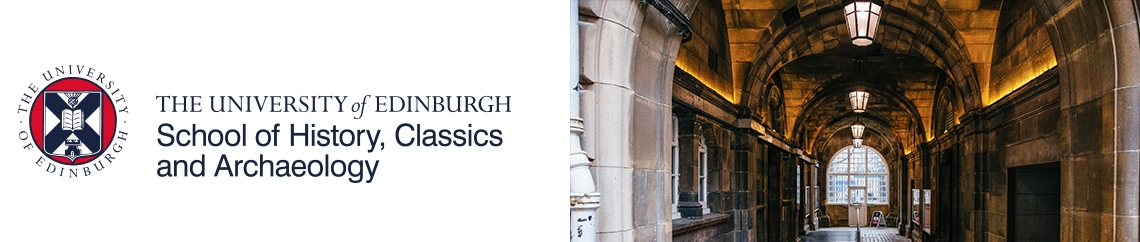 THE UNIVERSITY OF EDINBURGH
THE UNIVERSITY of EDINBURGH
School of History, Classics
and Archaeology